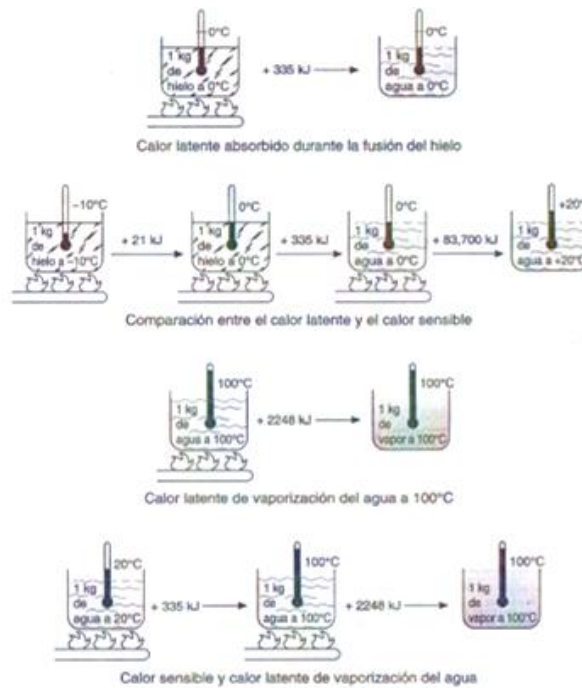 0°C
0°C
1 kg
de
hielo a 0°C
+ 335 kJ
1 kg
de
agua a 0°C
Calor latente absorbido durante la fusión del hielo
−10°C
0°C
0°C
+20°
1 kg
de
hielo a −10°C
+ 21 kJ
1 kg
de
hielo a 0°C
+ 335 kJ
1 kg
de
agua a 0°C
+ 83,700 kJ
1 kg
de
agua a +20°C
Comparación entre el calor latente y el calor sensible
100°C
100°C
1 kg
de
agua a 100°C
+ 2248 kJ
1 kg
de
vapor a 100°C
Calor latente de vaporización del agua a 100°C
20°C
100°C
100°C
1 kg
de
agua a 20°C
+ 335 kJ
1 kg
de
agua a 100°C
+ 2248 kJ
1 kg
de
vapor a 100°C
Calor sensible y calor latente de vaporización del agua